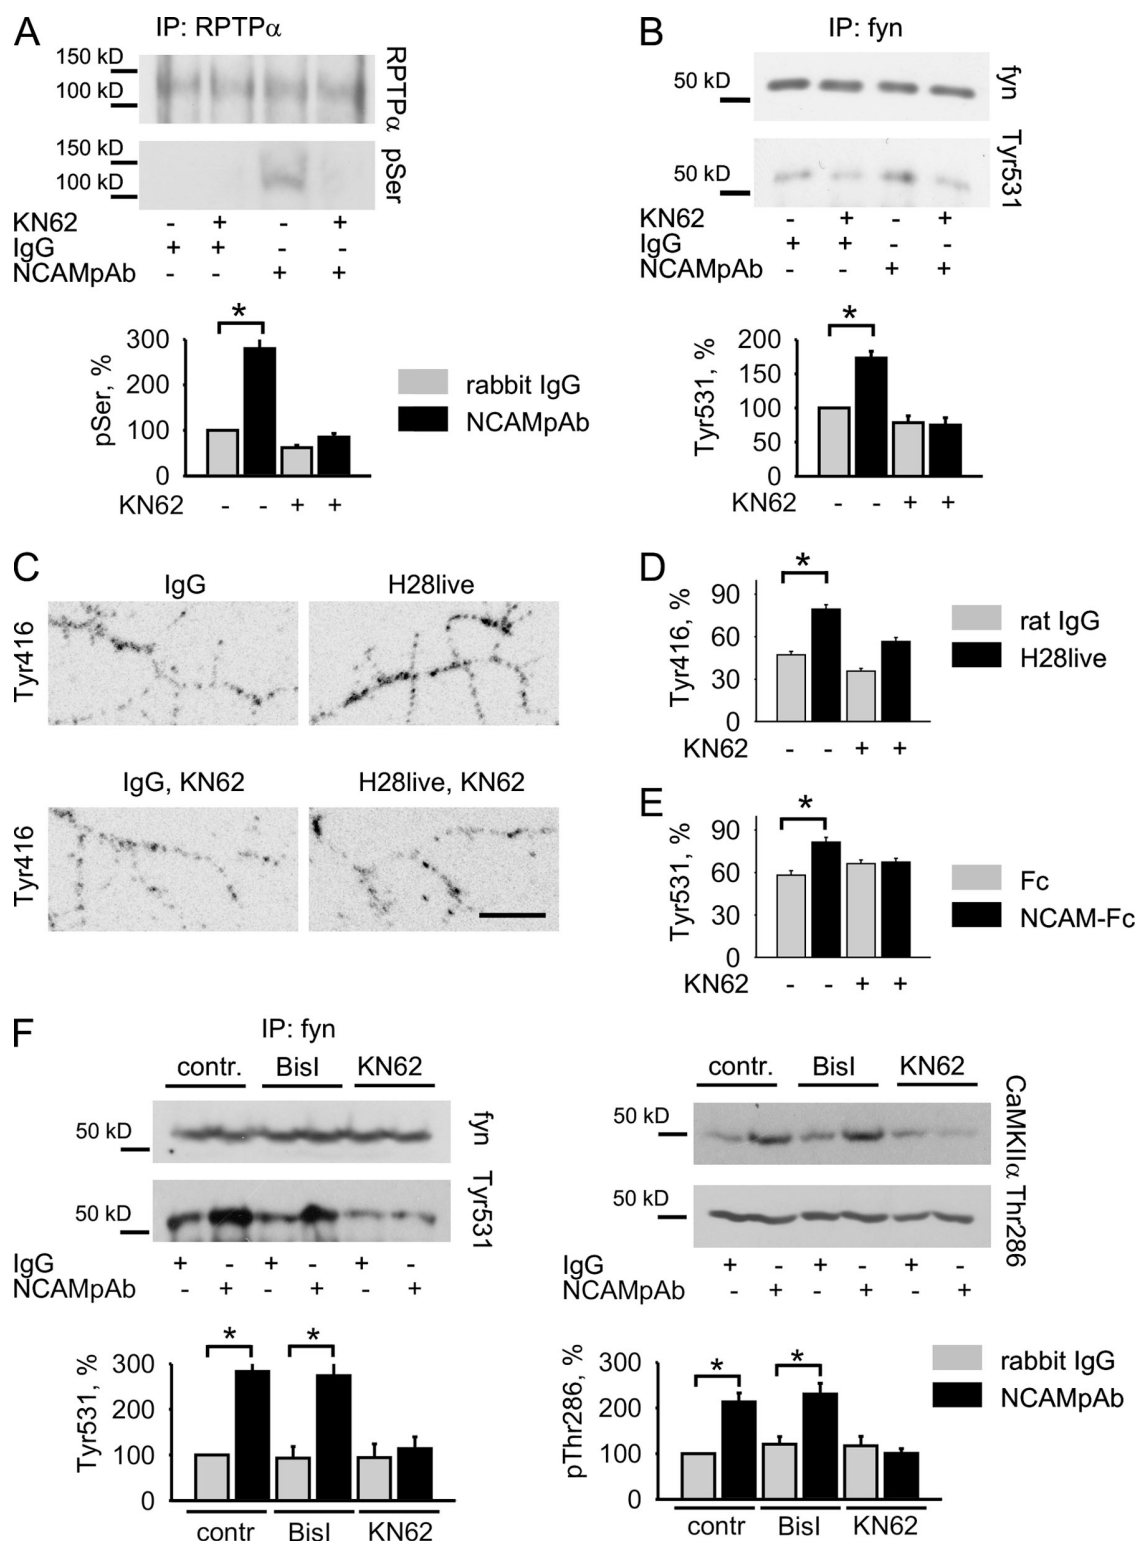 A
IP: RPTPα
150 kD
100 kD
RPTPα
150 kD
100 kD
pSer
KN62 - + - +
IgG + + - -
NCAMpAb - - + +
*
300
200
100
0
pSer, %
rabbit IgG
NCAMpAb
KN62 - - + +
B
IP: fyn
50 kD
fyn
50 kD
Tyr531
KN62 - + - +
IgG + + - -
NCAMpAb - - + +
*
200
150
100
50
0
Tyr531, %
KN62 - - + +
C
IgG H28live
Tyr416
IgG, KN62 H28live, KN62
Tyr416
D
*
90
60
30
0
Tyr416, %
rat IgG
H28live
KN62 - - + +
E
*
90
60
30
0
Tyr531, %
Fc
NCAM-Fc
KN62 - - + +
F
IP: fyn
contr. BisI KN62
50 kD
fyn
50 kD
Tyr531
IgG + - + - + -
NCAMpAb - + - + - +
* *
300
200
100
0
Tyr531, %
contr BisI KN62
contr. BisI KN62
50 kD
50 kD
CaMKIIα Thr286
IgG + - + - + -
NCAMpAb - + - + - +
* *
300
200
100
0
pThr286, %
rabbit IgG
NCAMpAb
contr BisI KN62